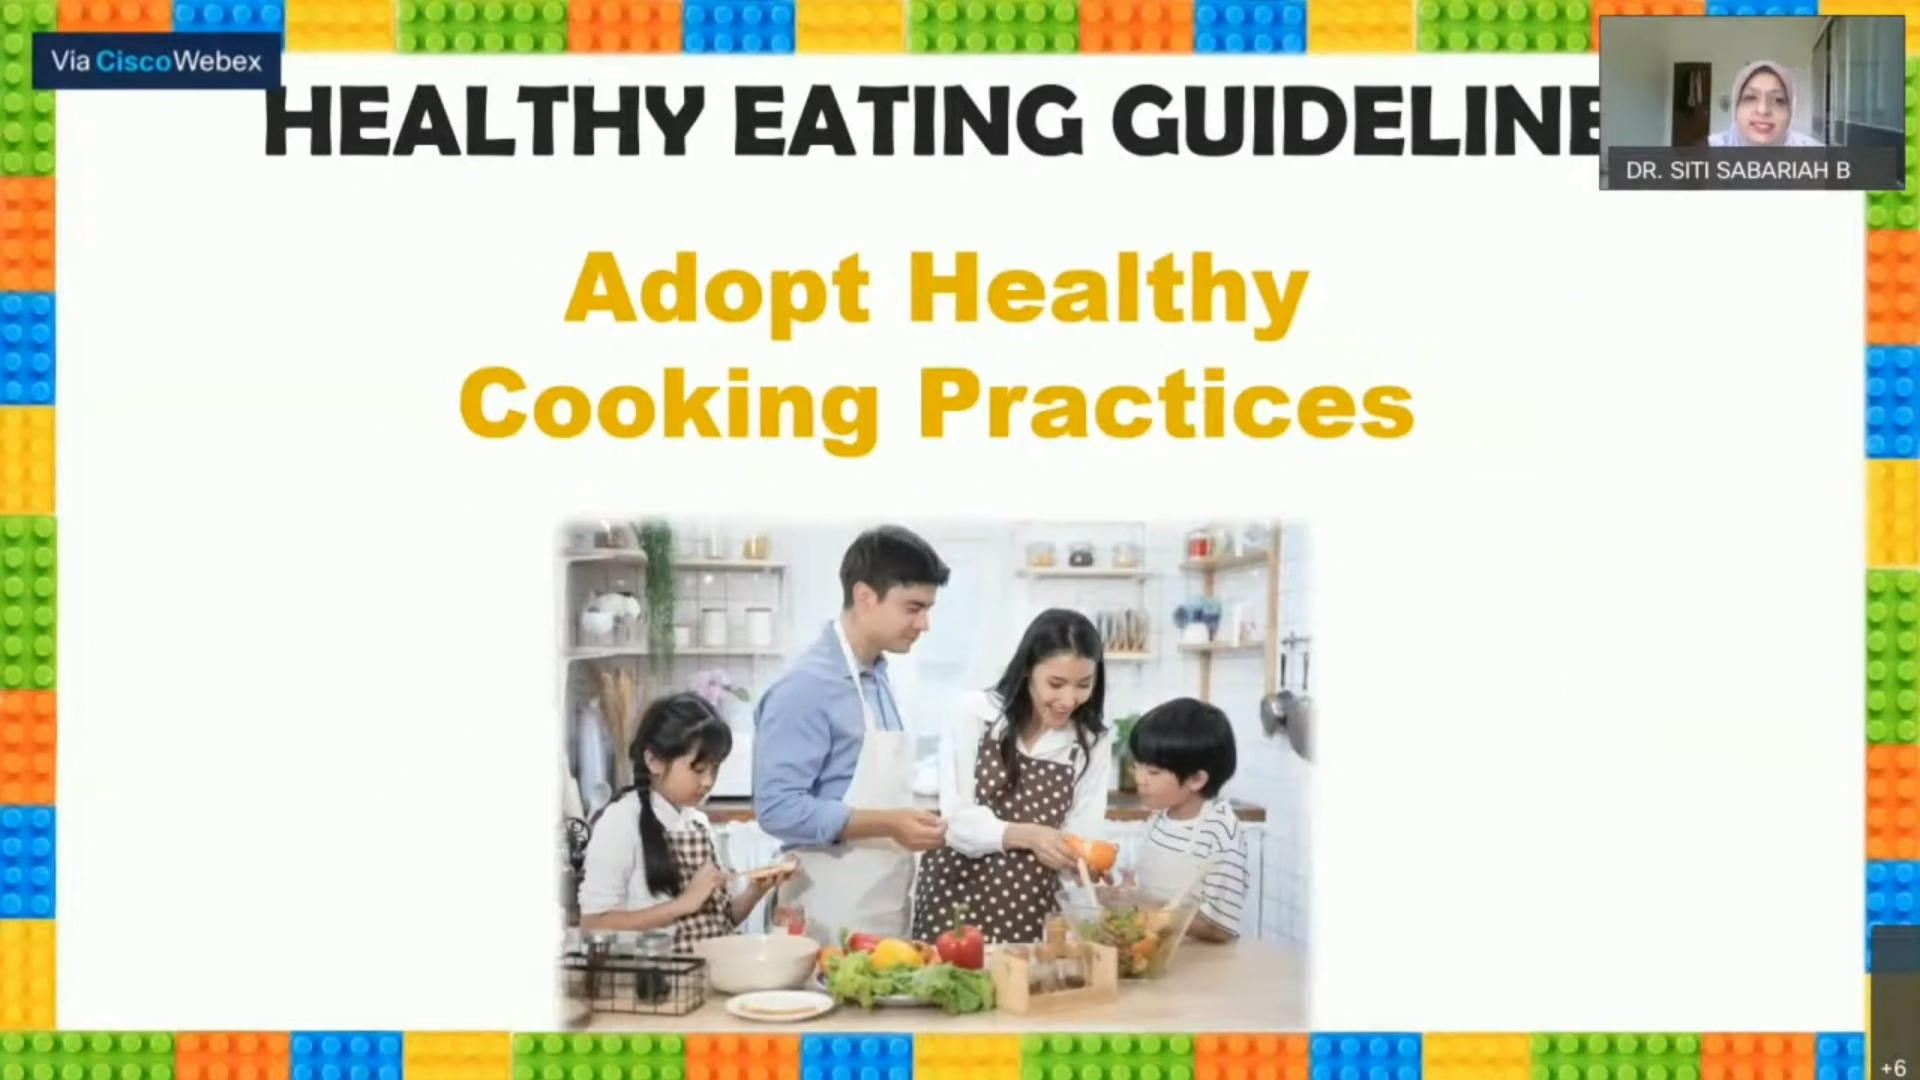 Via CiscoWebex
HEALTHY EATING GUIDELINE
DR. SITI SABARIAH B
Adopt Healthy
Cooking Practices
+6